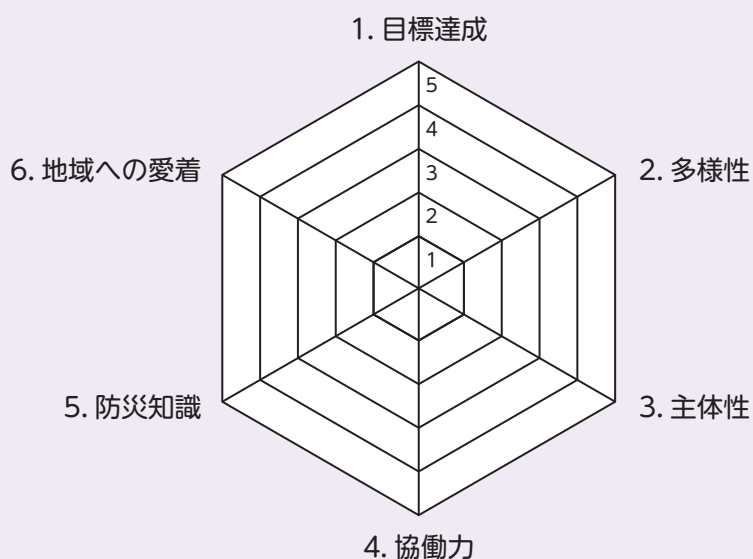 1. 目標達成
5
4
3
2
1
6. 地域への愛着
2. 多様性
5. 防災知識
3. 主体性
4. 協働力